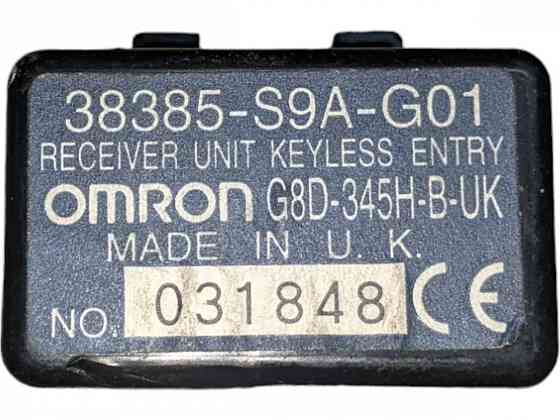 38385-S9A-G01
RECEIVER UNIT KEYLESS ENTRY
OMRON G8D-345H-B-UK
MADE IN U. K.
NO. 031848 CE